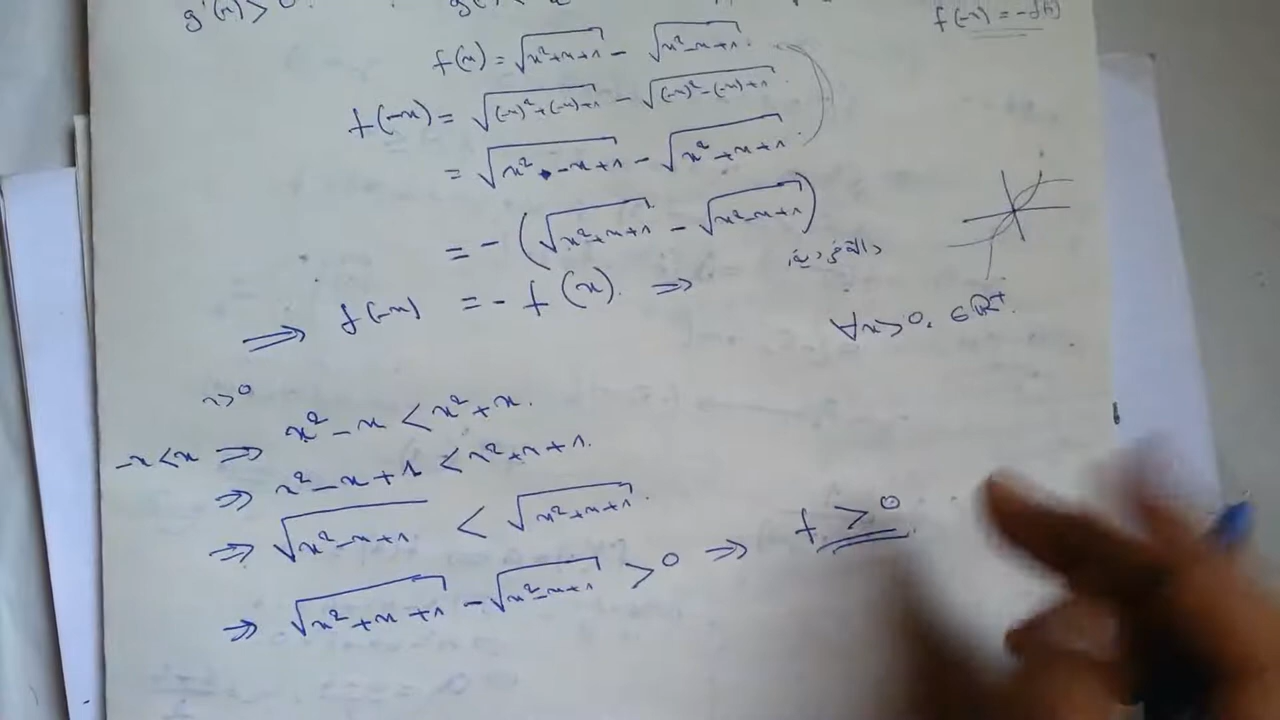 g'(x) > 0
f(-x) = -f(x)
f(x) = √(x²+x+1) - √(x²-x+1)
f(-x) = √((-x)²+(-x)+1) - √((-x)²-(-x)+1)
= √(x²-x+1) - √(x²+x+1)
= - (√(x²+x+1) - √(x²-x+1))
⇒ f(-x) = - f(x) ⇒
∀x>0. ∈ℝ⁺.
x>0
-x<x ⇒ x²-x < x²+x.
⇒ x²-x+1 < x²+x+1.
⇒ √(x²-x+1) < √(x²+x+1).
⇒ √(x²+x+1) - √(x²-x+1) > 0 ⇒ f > 0